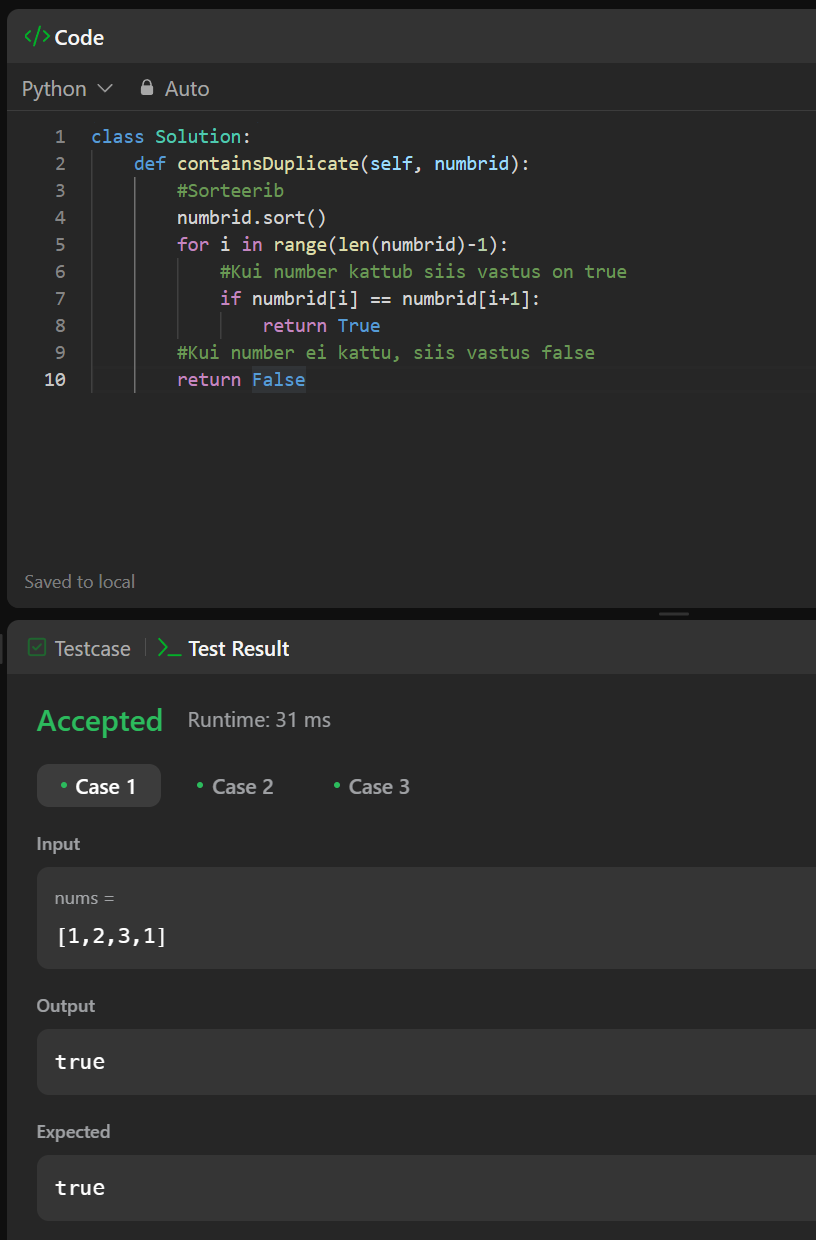 </> Code
Python Auto
1 class Solution:
2     def containsDuplicate(self, numbrid):
3         #Sorteerib
4         numbrid.sort()
5         for i in range(len(numbrid)-1):
6             #Kui number kattub siis vastus on true
7             if numbrid[i] == numbrid[i+1]:
8                 return True
9         #Kui number ei kattu, siis vastus false
10         return False
Saved to local
Testcase >_ Test Result
Accepted Runtime: 31 ms
• Case 1 • Case 2 • Case 3
Input
nums =
[1,2,3,1]
Output
true
Expected
true